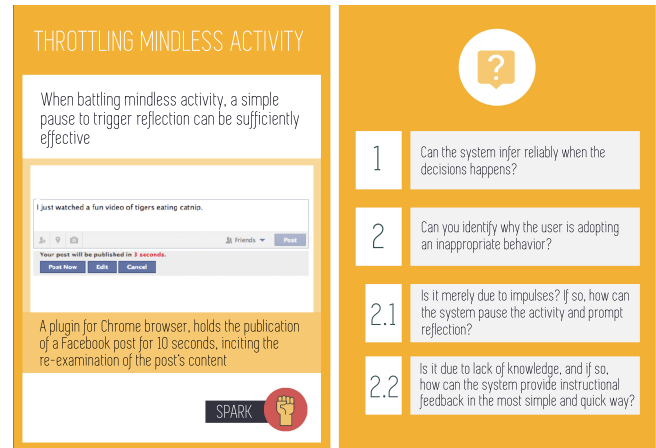 THROTTLING MINDLESS ACTIVITY
When battling mindless activity, a simple
pause to trigger reflection can be sufficiently
effective
I just watched a fun video of tigers eating catnip.
Friends
Post
Your post will be published in 3 seconds.
Post Now
Edit
Cancel
A plugin for Chrome browser, holds the publication
of a Facebook post for 10 seconds, inciting the
re-examination of the post's content
SPARK
?
1
Can the system infer reliably when the
decisions happens?
2
Can you identify why the user is adopting
an inappropriate behavior?
2.1
Is it merely due to impulses? If so, how can
the system pause the activity and prompt
reflection?
2.2
Is it due to lack of knowledge, and if so,
how can the system provide instructional
feedback in the most simple and quick way?